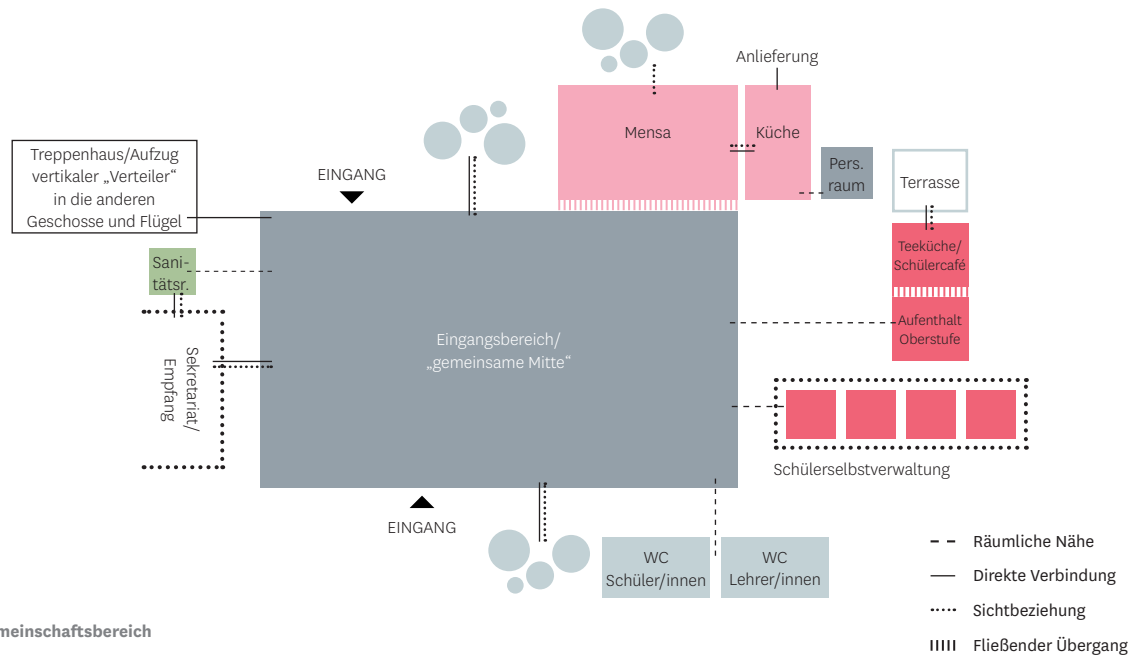 Anlieferung
Mensa
Küche
Treppenhaus/Aufzug
vertikaler „Verteiler“
in die anderen
Geschosse und Flügel
EINGANG
Pers.
raum
Terrasse
Teeküche/
Schülercafé
Sani-
tätsr.
Aufenthalt
Oberstufe
Eingangsbereich/
„gemeinsame Mitte“
Sekretariat/
Empfang
Schülerselbstverwaltung
EINGANG
WC
Schüler/innen
WC
Lehrer/innen
Räumliche Nähe
Direkte Verbindung
Sichtbeziehung
Fließender Übergang
meinschaftsbereich